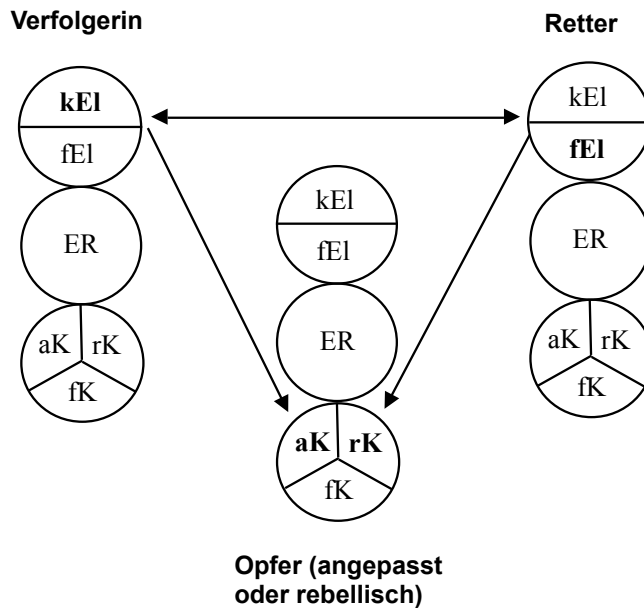 Verfolgerin
Retter
kEl
fEl
ER
aK rK
fK
kEl
fEl
ER
aK rK
fK
kEl
fEl
ER
aK rK
fK
Opfer (angepasst
oder rebellisch)